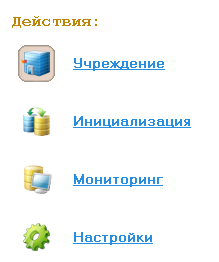 Действия:
Учреждение
Инициализация
Мониторинг
Настройки